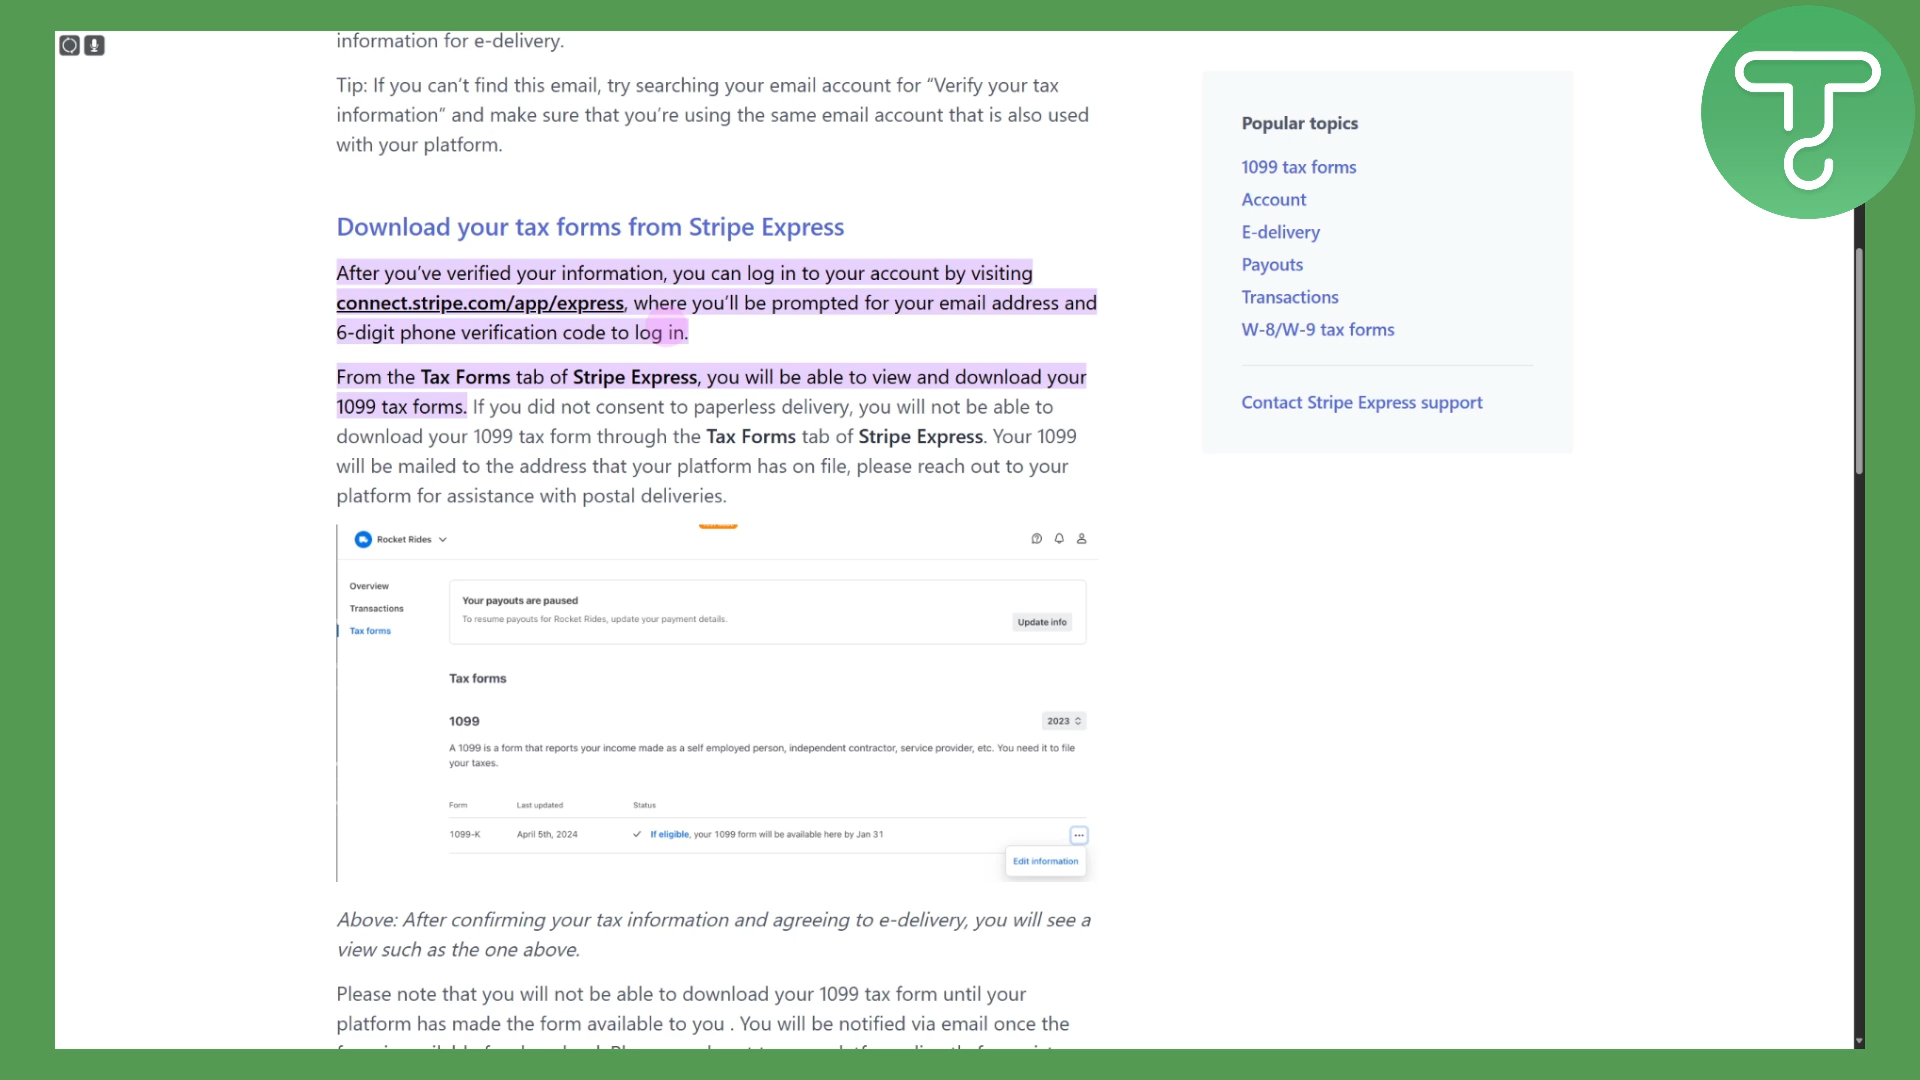 information for e-delivery.
Tip: If you can’t find this email, try searching your email account for “Verify your tax
information” and make sure that you’re using the same email account that is also used
with your platform.
Download your tax forms from Stripe Express
After you’ve verified your information, you can log in to your account by visiting
connect.stripe.com/app/express, where you’ll be prompted for your email address and
6-digit phone verification code to log in.
From the Tax Forms tab of Stripe Express, you will be able to view and download your
1099 tax forms. If you did not consent to paperless delivery, you will not be able to
download your 1099 tax form through the Tax Forms tab of Stripe Express. Your 1099
will be mailed to the address that your platform has on file, please reach out to your
platform for assistance with postal deliveries.
Rocket Rides
Overview
Transactions
Tax forms
Your payouts are paused
To resume payouts for Rocket Rides, update your payment details.
Update info
Tax forms
1099
2023
A 1099 is a form that reports your income made as a self employed person, independent contractor, service provider, etc. You need it to file
your taxes.
Form Last updated Status
1099-K April 5th, 2024 If eligible, your 1099 form will be available here by Jan 31
Edit information
Above: After confirming your tax information and agreeing to e-delivery, you will see a
view such as the one above.
Please note that you will not be able to download your 1099 tax form until your
platform has made the form available to you . You will be notified via email once the
Popular topics
1099 tax forms
Account
E-delivery
Payouts
Transactions
W-8/W-9 tax forms
Contact Stripe Express support